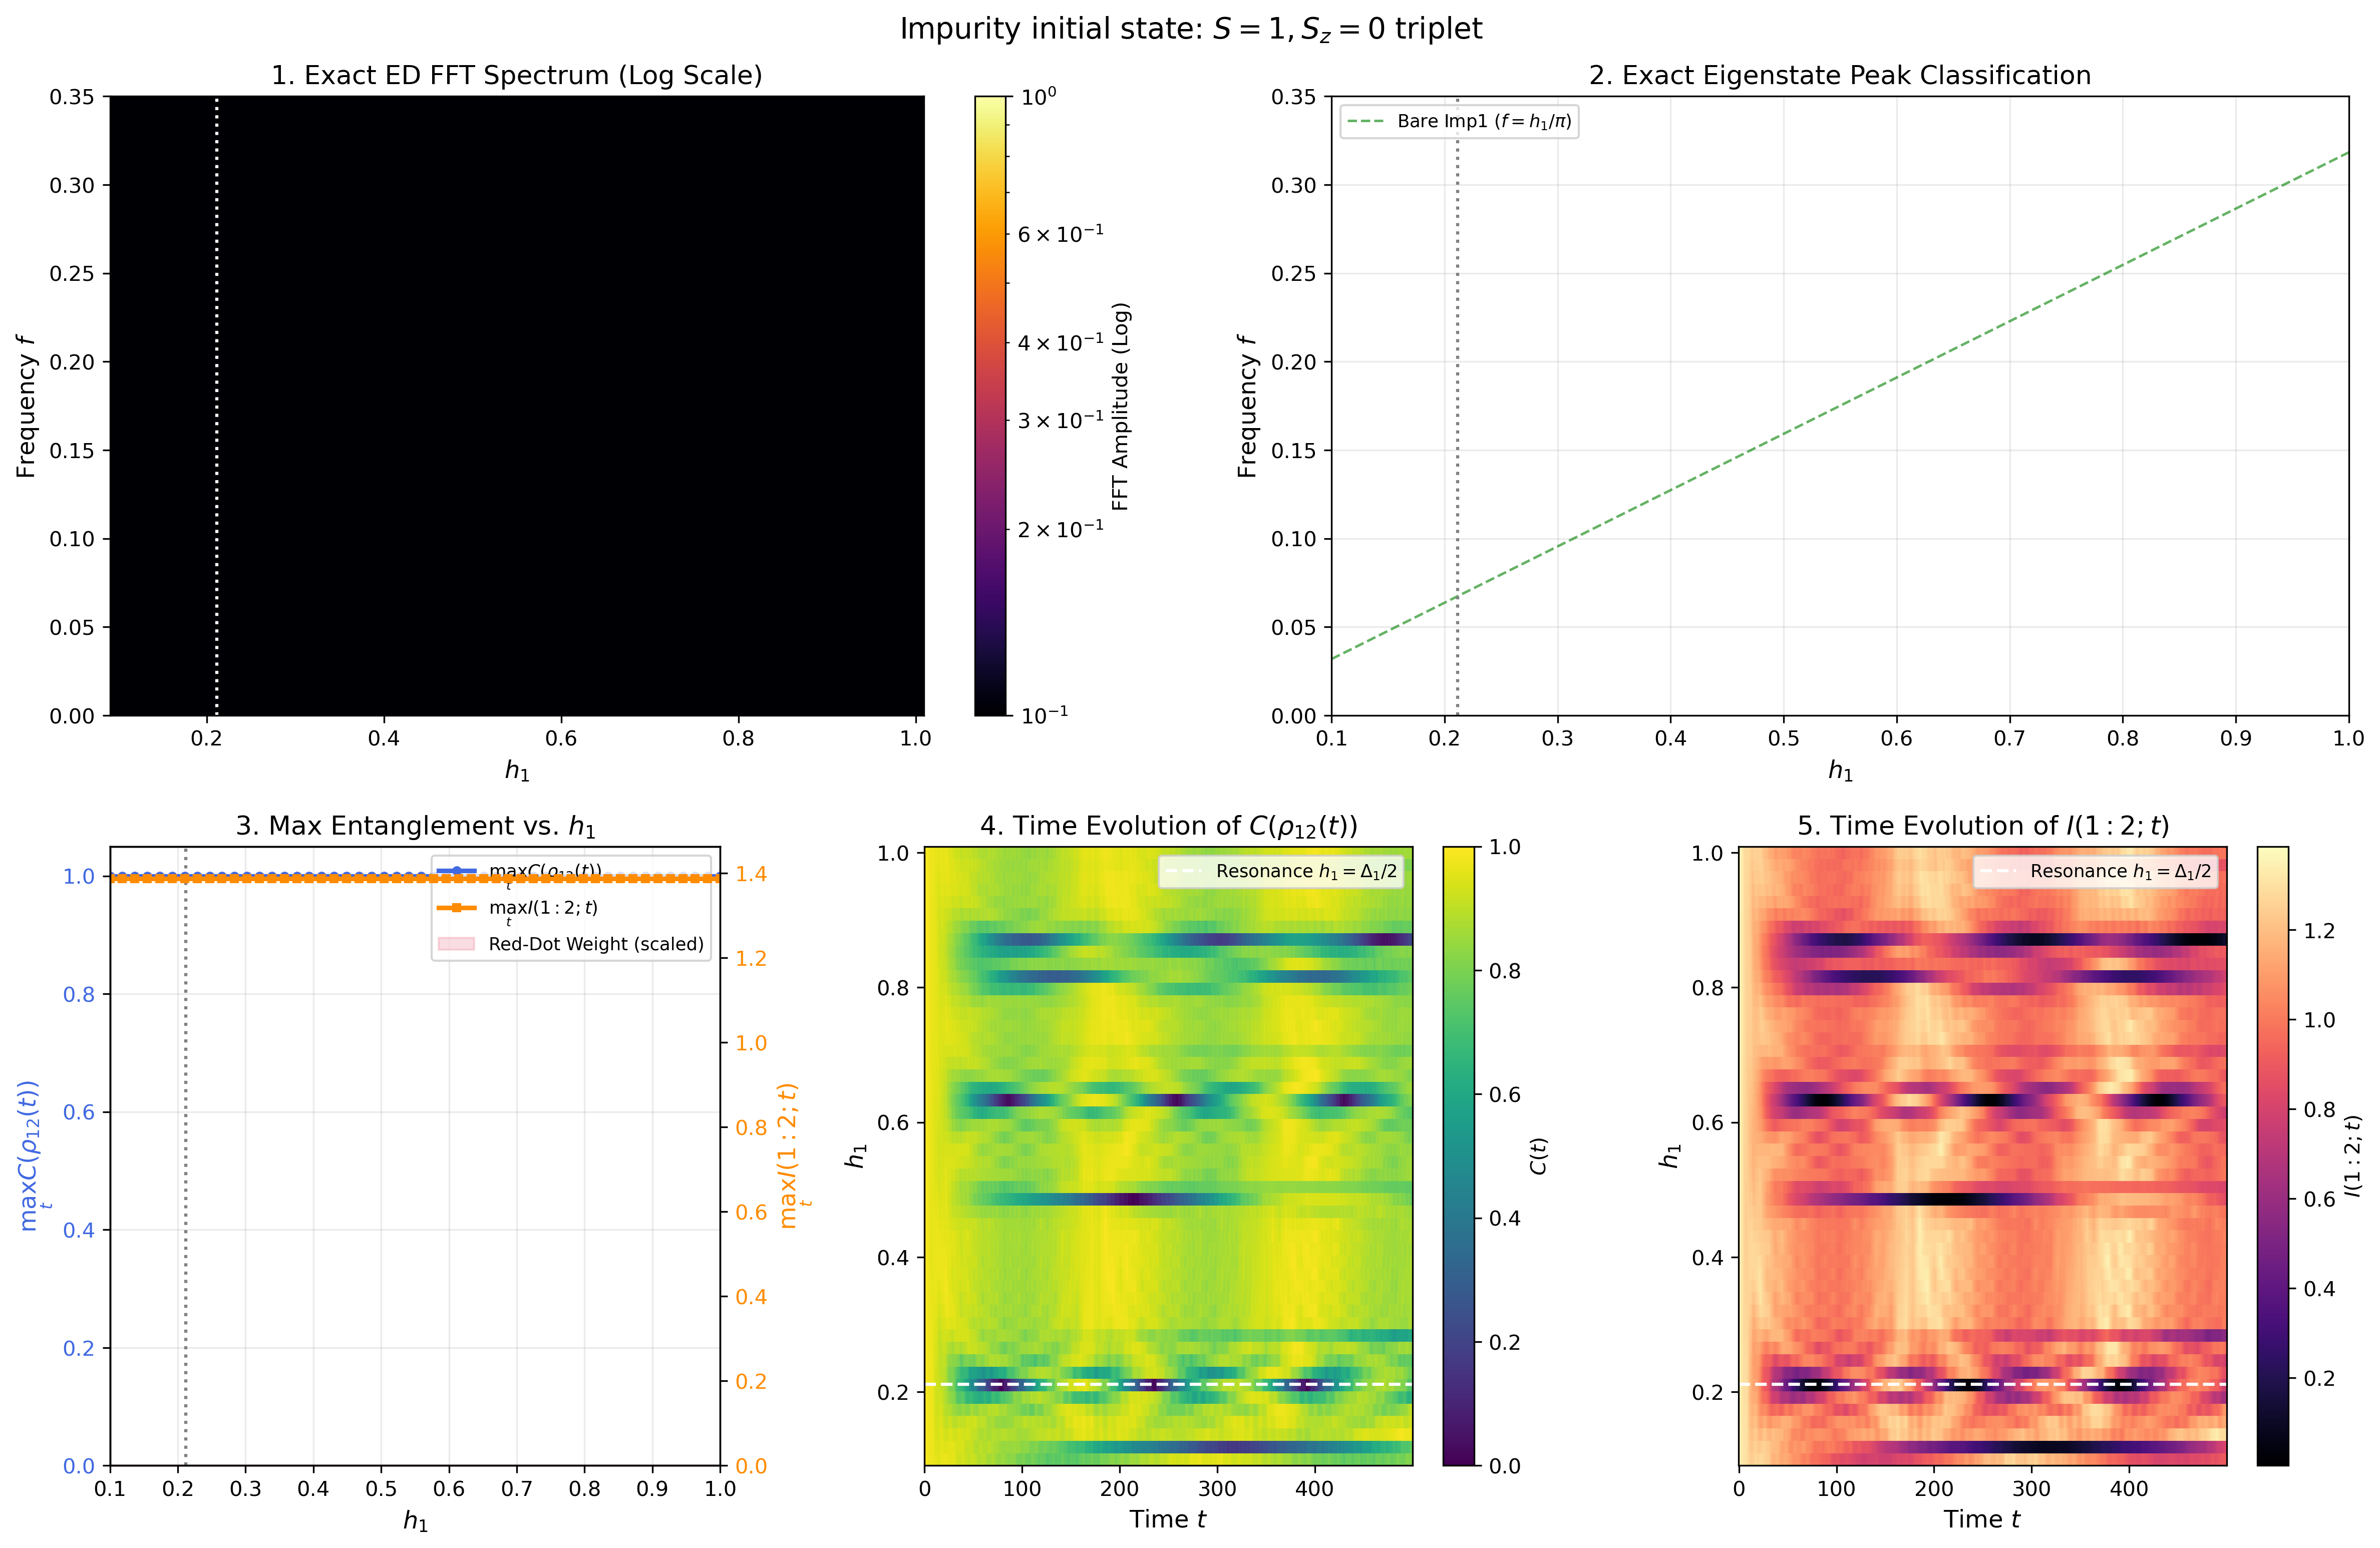 Impurity initial state: S = 1, S_z = 0 triplet
1. Exact ED FFT Spectrum (Log Scale)
Frequency f
0.35
0.30
0.25
0.20
0.15
0.10
0.05
0.00
0.2 0.4 0.6 0.8 1.0
h_1
10^0
6 × 10^{-1}
4 × 10^{-1}
3 × 10^{-1}
2 × 10^{-1}
10^{-1}
FFT Amplitude (Log)
2. Exact Eigenstate Peak Classification
Bare Imp1 (f = h_1/π)
Frequency f
0.35
0.30
0.25
0.20
0.15
0.10
0.05
0.00
0.1 0.2 0.3 0.4 0.5 0.6 0.7 0.8 0.9 1.0
h_1
3. Max Entanglement vs. h_1
max_t C(ρ_12(t))
max_t I(1 : 2; t)
Red-Dot Weight (scaled)
max_t C(ρ_12(t))
1.0
0.8
0.6
0.4
0.2
0.0
0.1 0.2 0.3 0.4 0.5 0.6 0.7 0.8 0.9 1.0
h_1
1.4
1.2
1.0
0.8
0.6
0.4
0.2
0.0
max_t I(1 : 2; t)
4. Time Evolution of C(ρ_12(t))
Resonance h_1 = Δ_1/2
h_1
1.0
0.8
0.6
0.4
0.2
0 100 200 300 400
Time t
1.0
0.8
0.6
0.4
0.2
0.0
C(t)
5. Time Evolution of I(1 : 2; t)
Resonance h_1 = Δ_1/2
h_1
1.0
0.8
0.6
0.4
0.2
0 100 200 300 400
Time t
1.2
1.0
0.8
0.6
0.4
0.2
I(1 : 2; t)